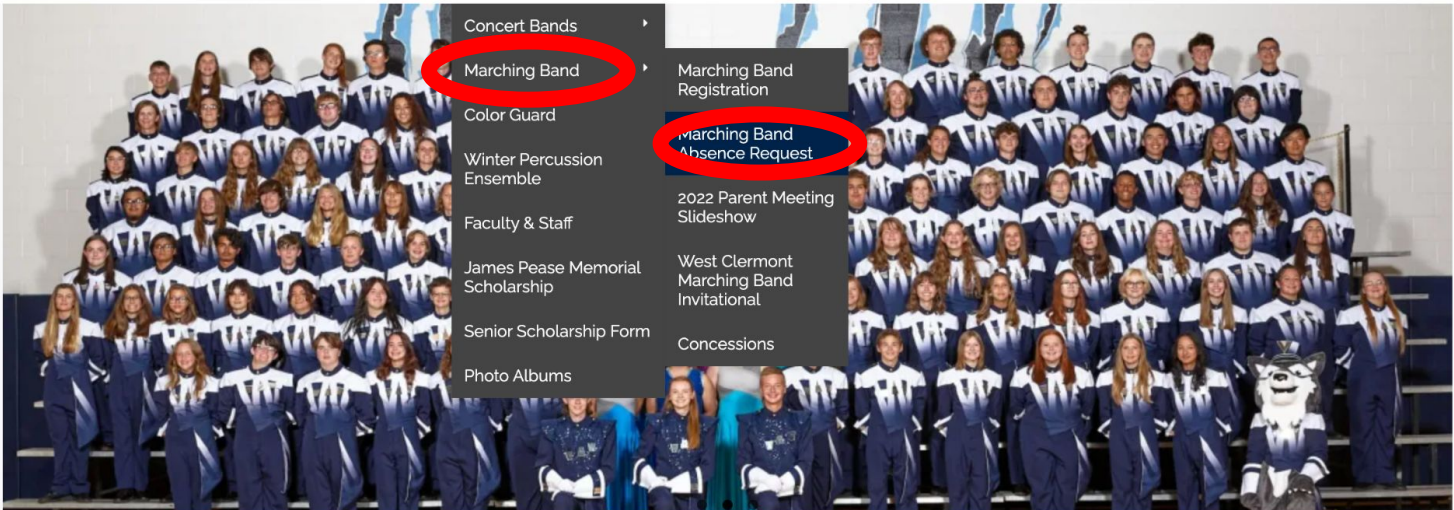 Concert Bands
Marching Band
Color Guard
Winter Percussion
Ensemble
Faculty & Staff
James Pease Memorial
Scholarship
Senior Scholarship Form
Photo Albums
Marching Band
Registration
Marching Band
Absence Request
2022 Parent Meeting
Slideshow
West Clermont
Marching Band
Invitational
Concessions